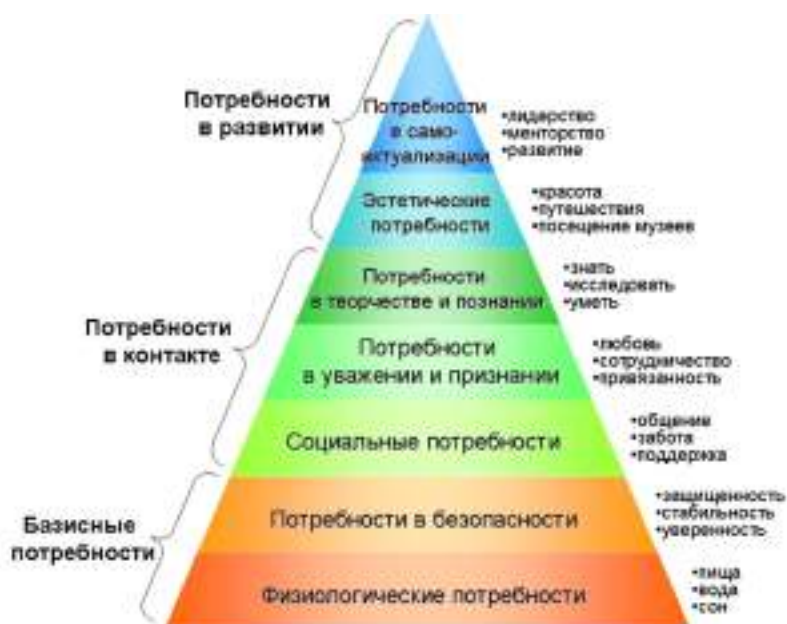 Потребности
в развитии
Потребности
в само-
актуализации
•лидерство
•менторство
•развитие
Эстетические
потребности
•красота
•путешествия
•посещение музеев
Потребности
в контакте
Потребности
в творчестве и познании
•знать
•исследовать
•уметь
Потребности
в уважении и признании
•любовь
•сотрудничество
•привязанность
Социальные потребности
•общение
•забота
•поддержка
Базисные
потребности
Потребности в безопасности
•защищенность
•стабильность
•уверенность
Физиологические потребности
•пища
•вода
•сон